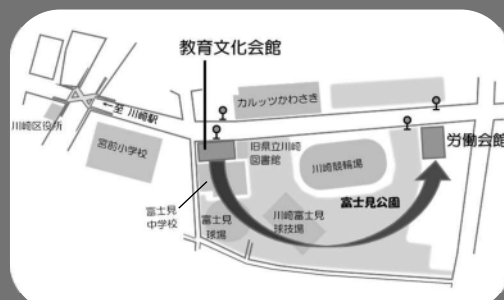 教育文化会館
カルッツかわさき
←至 川崎駅
川崎区役所
宮前小学校
旧県立川崎
図書館
川崎競輪場
労働会館
富士見
中学校
富士見
球場
川崎富士見
球技場
富士見公園